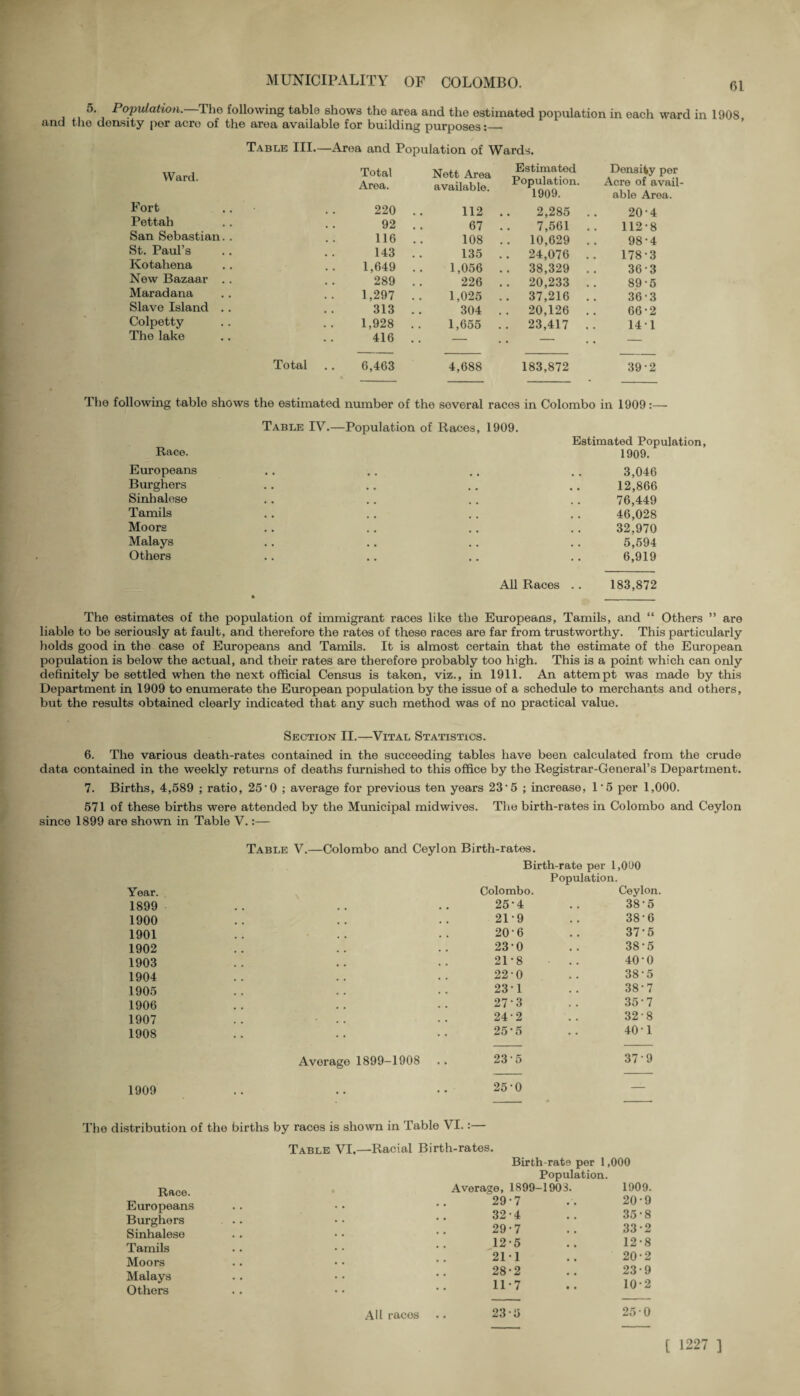 MUNICIPALITY OF COLOMBO. 61
5. Population.—The following table shows the area and the estimated population in each ward in 1908,
and the density per acre of the area available for building purposes:—
Table III.—Area and Population of Wards.
Ward. Total Area. Nett Area available. Estimated Population. 1909. Density per Acre of available Area.
Fort .. .. 220 .. 112 .. 2,285 .. 20·4
Pettah .. .. 92 .. 67 .. 7,561 .. 112·8
San Sebastian.. .. 116 .. 108 .. 10,629 .. 98·4
St. Paul's .. .. 143 .. 135 .. 24,076 .. 178·3
Kotahena .. .. 1,649 .. 1,056 .. 38,329 .. 36·3
New Bazaar .. .. 289 .. 226 .. 20,233 .. 89·5
Maradana .. .. 1,297 .. 1,025 .. 37,216 .. 36·3
Slave Island .. .. 313 .. 304 .. 20,126 .. 66·2
Colpetty .. .. 1,928 .. 1,655 .. 23,417 .. 14·1
The lake .. .. 416 .. — .. — .. —
Total .. 6,463 4,688 183,872 39·2
The following table shows the estimated number of the several races in Colombo in 1909:—
Table IV.—Population of Races, 1909.
Race. Estimated Population, 1909.
Europeans .. .. .. .. 3,046
Burghers .. .. .. .. 12,866
Sinhalese .. .. .. .. 76,449
Tamils .. .. .. .. 46,028
Moors .. .. .. .. 32,970
Malays .. .. .. .. 5,594
Others .. .. .. .. 6,919
All Races .. 183,872
The estimates of the population of immigrant races like the Europeans, Tamils, and “ Others ” are
liable to be seriously at fault, and therefore the rates of these races are far from trustworthy. This particularly
holds good in the case of Europeans and Tamils. It is almost certain that the estimate of the European
population is below the actual, and their rates are therefore probably too high. This is a point which can only
definitely be settled when the next official Census is taken, viz., in 1911. An attempt was made by this
Department in 1909 to enumerate the European population by the issue of a schedule to merchants and others,
but the results obtained clearly indicated that any such method was of no practical value.
Section II.—Vital Statistics.
6. The various death-rates contained in the succeeding tables have been calculated from the crude
data contained in the weekly returns of deaths furnished to this office by the Registrar-General's Department.
7. Births, 4,589 ; ratio, 25·0 ; average for previous ten years 23·5 ; increase, 1·5 per 1,000.
571 of these births were attended by the Municipal midwives. The birth-rates in Colombo and Ceylon
since 1899 are shown in Table V.:—
Table V.—Colombo and Ceylon Birth-rates.
Birth-rate per 1,000
Population.
Year. Colombo. Ceylon.
1899 .. .. .. 25·4 .. 38·5
1900 .. .. .. 21·9 .. 38·6
1901 .. .. .. 20·6 .. 37·5
1902 .. .. .. 23·0 .. 38·5
1903 .. .. .. 21·8 .. 40·0
1904 .. .. .. 22·0 .. 38·5
1905 .. .. .. 23·1 .. 38·7
1906 .. .. .. 27·3 .. 35·7
1907 .. .. .. 24·2 .. 32·8
1908 .. .. .. 25·5 .. 40·1
Average 1899–1908 .. 23·5 37·9
1909 .. .. .. 25·0 —
The distribution of the births by races is shown in Table VI.:—
Table VI.—Racial Birth-rates.
Birth-rate per 1,000
Population.
Race. Average, 1899–1908. 1909.
Europeans .. .. .. 29·7 .. 20·9
Burghers .. .. .. 32·4 .. 35·8
Sinhalese .. .. 29·7 .. 33·2
Tamils .. .. .. 12·5 .. 12·8
Moors .. .. .. 21·1 .. 20·2
Malays .. .. .. 28·2 .. 23·9
Others .. .. .. 11·7 .. 10·2
All races .. 23·5 25·0
[ 1227 ]